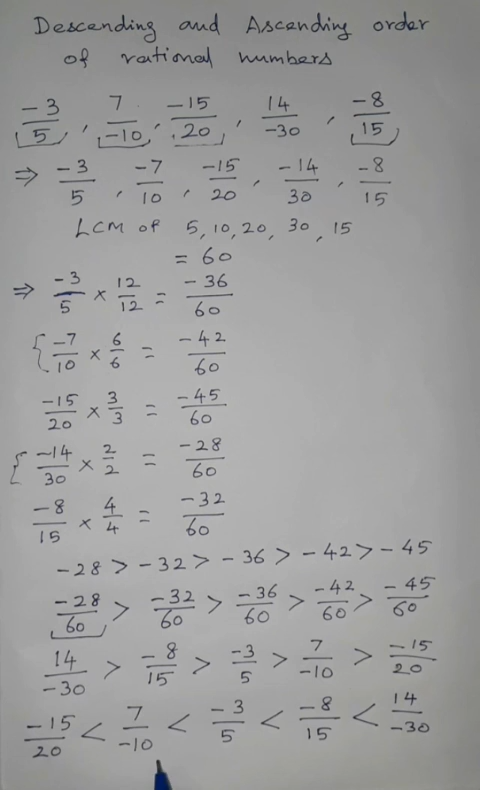 Descending and Ascending order
of rational numbers
-3/5 , 7/-10 , -15/20 , 14/-30 , -8/15
⇒ -3/5 , -7/10 , -15/20 , -14/30 , -8/15
LCM of 5, 10, 20, 30, 15
= 60
⇒ -3/5 × 12/12 = -36/60
{ -7/10 × 6/6 = -42/60
-15/20 × 3/3 = -45/60
{ -14/30 × 2/2 = -28/60
-8/15 × 4/4 = -32/60
-28 > -32 > -36 > -42 > -45
-28/60 > -32/60 > -36/60 > -42/60 > -45/60
14/-30 > -8/15 > -3/5 > 7/-10 > -15/20
-15/20 < 7/-10 < -3/5 < -8/15 < 14/-30